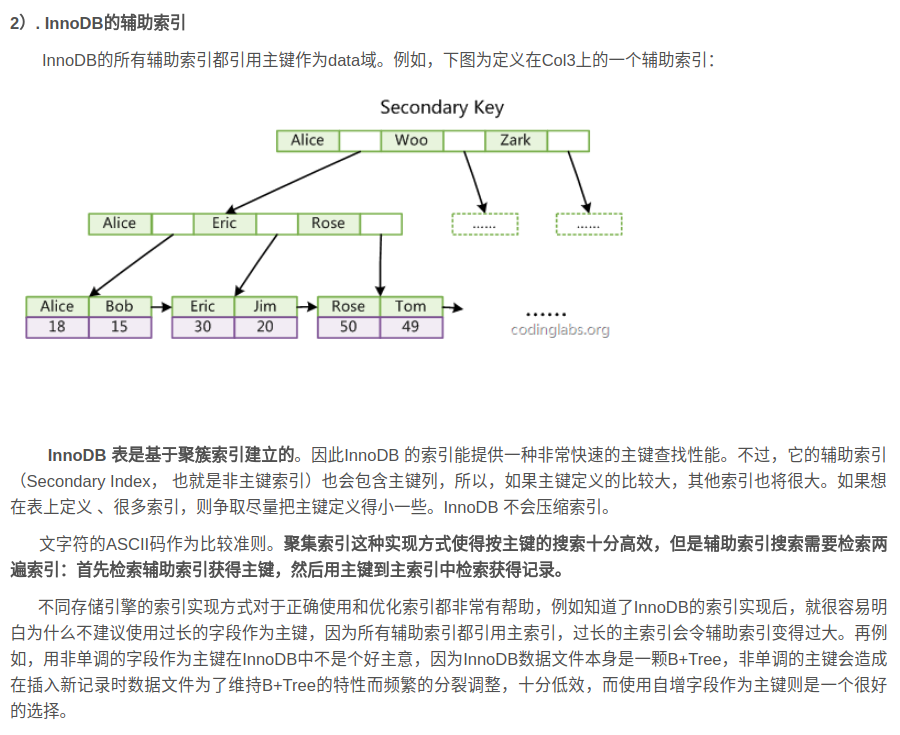 2）. InnoDB的辅助索引
InnoDB的所有辅助索引都引用主键作为data域。例如，下图为定义在Col3上的一个辅助索引：
Secondary Key
Alice Woo Zark
Alice Eric Rose …… ……
Alice Bob Eric Jim Rose Tom
18 15 30 20 50 49
……
codinglabs.org
InnoDB 表是基于聚簇索引建立的。因此InnoDB 的索引能提供一种非常快速的主键查找性能。不过，它的辅助索引
（Secondary Index， 也就是非主键索引）也会包含主键列，所以，如果主键定义的比较大，其他索引也将很大。如果想
在表上定义 、很多索引，则争取尽量把主键定义得小一些。InnoDB 不会压缩索引。
文字符的ASCII码作为比较准则。聚集索引这种实现方式使得按主键的搜索十分高效，但是辅助索引搜索需要检索两
遍索引：首先检索辅助索引获得主键，然后用主键到主索引中检索获得记录。
不同存储引擎的索引实现方式对于正确使用和优化索引都非常有帮助，例如知道了InnoDB的索引实现后，就很容易明
白为什么不建议使用过长的字段作为主键，因为所有辅助索引都引用主索引，过长的主索引会令辅助索引变得过大。再例
如，用非单调的字段作为主键在InnoDB中不是个好主意，因为InnoDB数据文件本身是一颗B+Tree，非单调的主键会造成
在插入新记录时数据文件为了维持B+Tree的特性而频繁的分裂调整，十分低效，而使用自增字段作为主键则是一个很好
的选择。